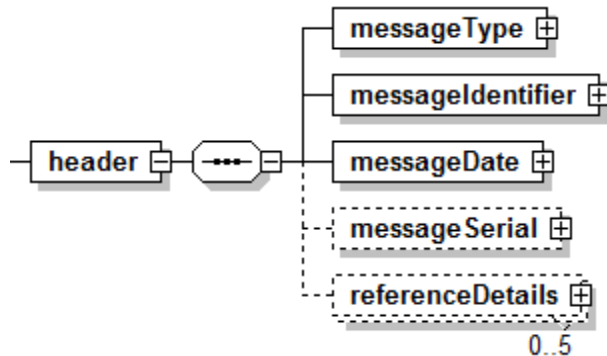 messageType
messageIdentifier
header
messageDate
messageSerial
referenceDetails
0..5